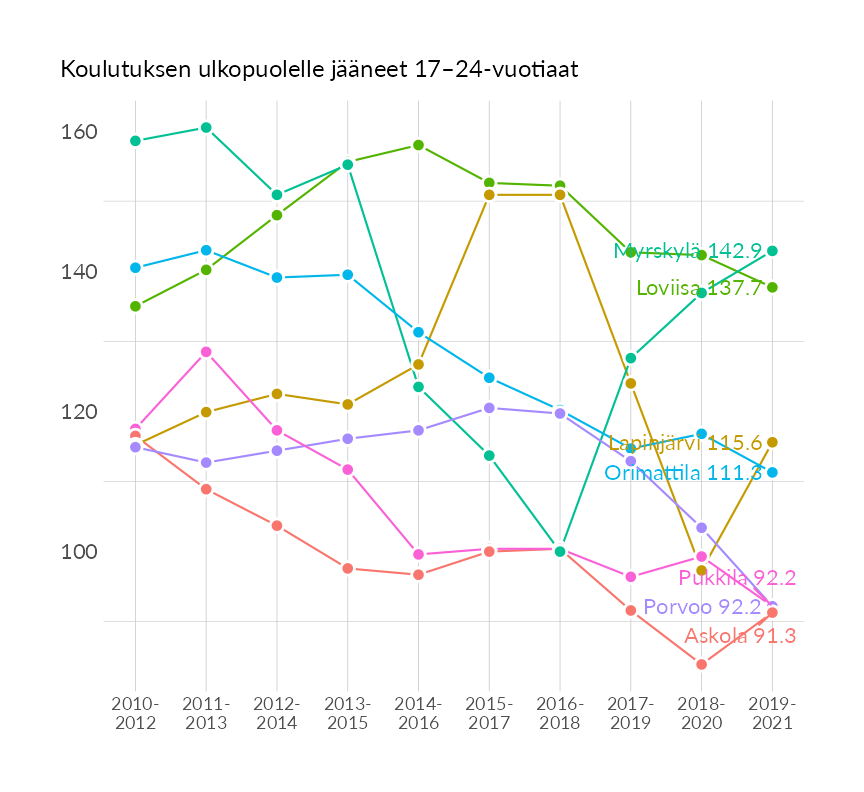 Koulutuksen ulkopuolelle jääneet 17–24-vuotiaat
160
140
120
100
Myrskylä 142.9
Loviisa 137.7
Lapinjärvi 115.6
Orimattila 111.3
Pukkila 92.2
Porvoo 92.2
Askola 91.3
2010- 2011- 2012- 2013- 2014- 2015- 2016- 2017- 2018- 2019-
2012 2013 2014 2015 2016 2017 2018 2019 2020 2021